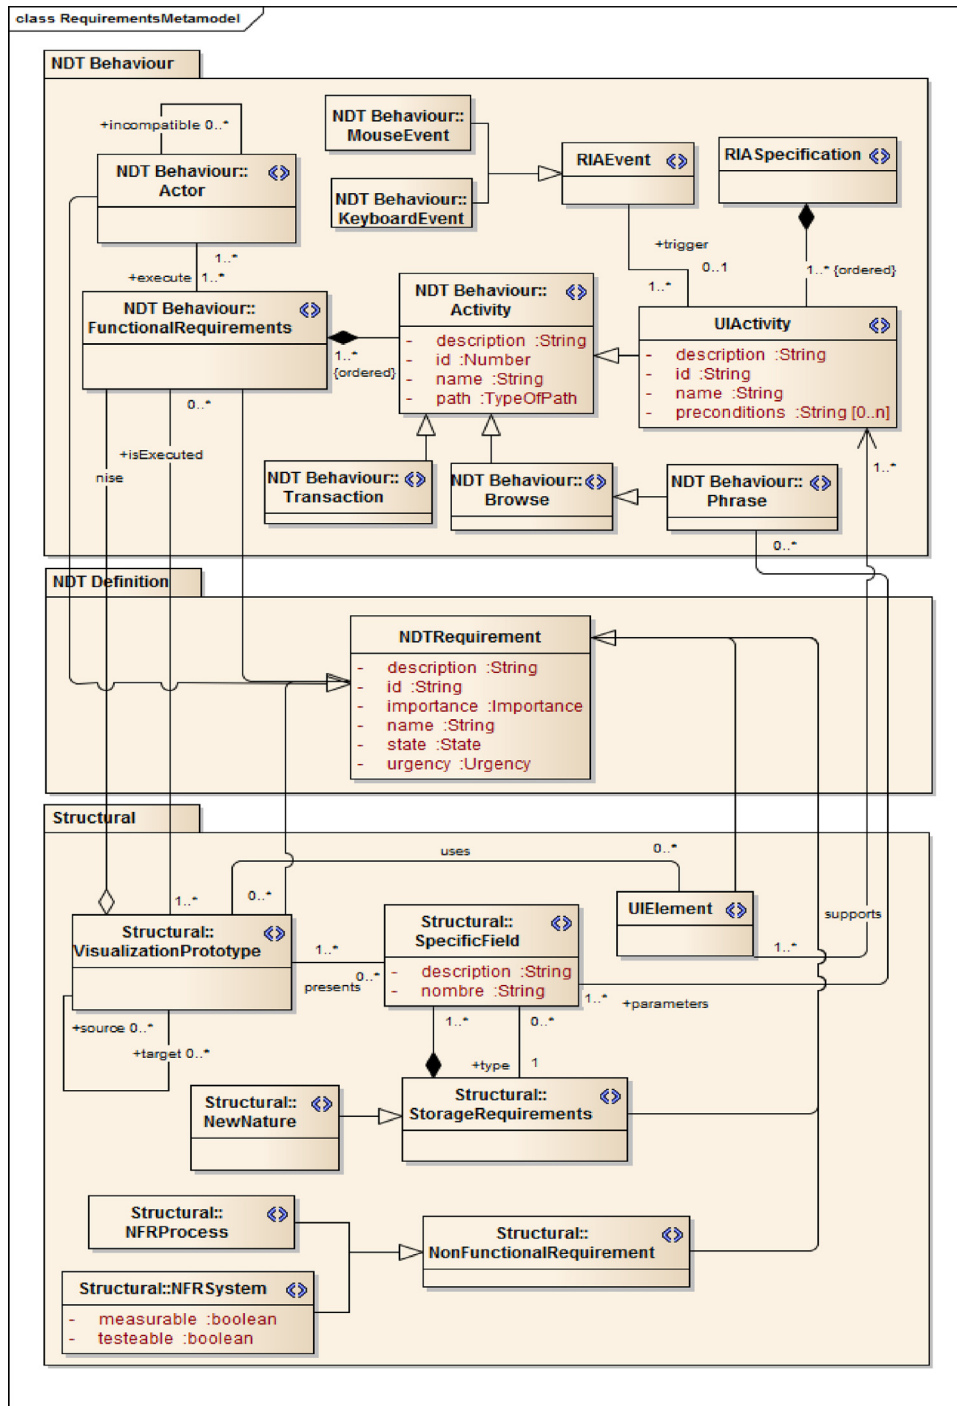 class RequirementsMetamodel
NDT Behaviour
+incompatible 0..*
NDT Behaviour::
Actor
NDT Behaviour::
MouseEvent
NDT Behaviour::
KeyboardEvent
RIAEvent
RIASpecification
+trigger
0..1
1..*
1..* {ordered}
1..*
+execute
1..*
NDT Behaviour::
FunctionalRequirements
1..*
{ordered}
NDT Behaviour::
Activity
- description :String
- id :Number
- name :String
- path :TypeOfPath
UIActivity
- description :String
- id :String
- name :String
- preconditions :String [0..n]
0..*
+isExecuted
nise
1..*
NDT Behaviour::
Transaction
NDT Behaviour::
Browse
NDT Behaviour::
Phrase
0..*
NDT Definition
NDTRequirement
- description :String
- id :String
- importance :Importance
- name :String
- state :State
- urgency :Urgency
Structural
uses
0..*
1..*
0..*
UIElement
supports
1..*
Structural::
VisualizationPrototype
1..*
0..*
presents
Structural::
SpecificField
- description :String
- nombre :String
1..*
+parameters
+source 0..*
+target 0..*
1..*
0..*
+type
1
Structural::
NewNature
Structural::
StorageRequirements
Structural::
NFRProcess
Structural::
NonFunctionalRequirement
Structural::NFRSystem
- measurable :boolean
- testeable :boolean